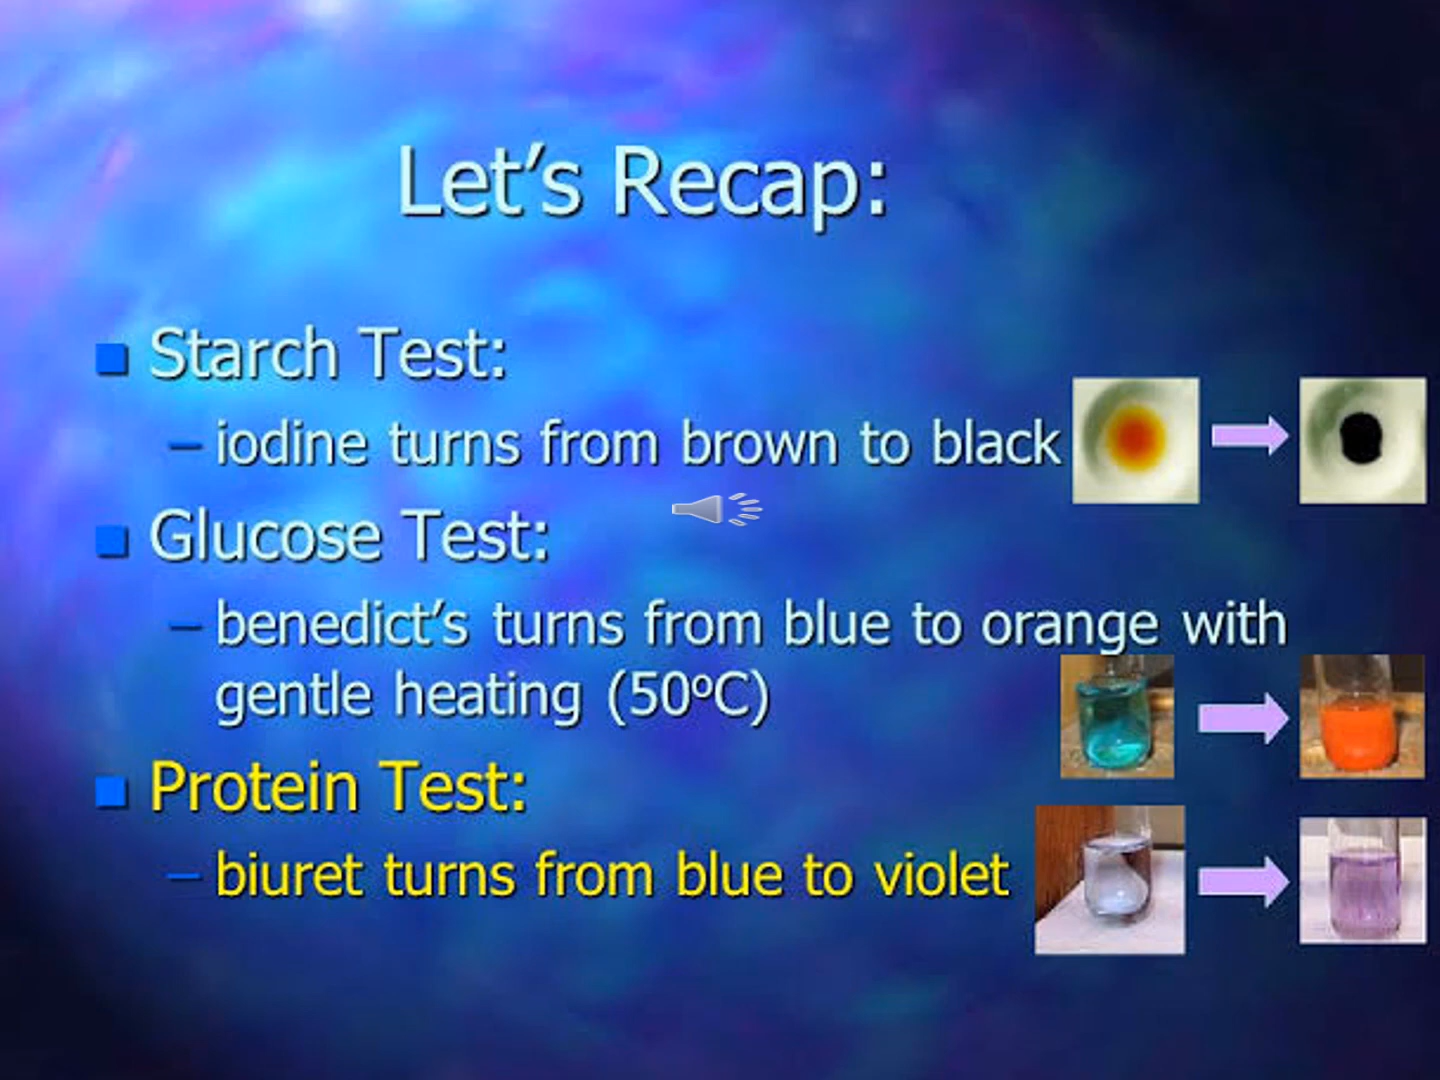 Let’s Recap:
Starch Test:
– iodine turns from brown to black
Glucose Test:
– benedict’s turns from blue to orange with
gentle heating (50ºC)
Protein Test:
– biuret turns from blue to violet